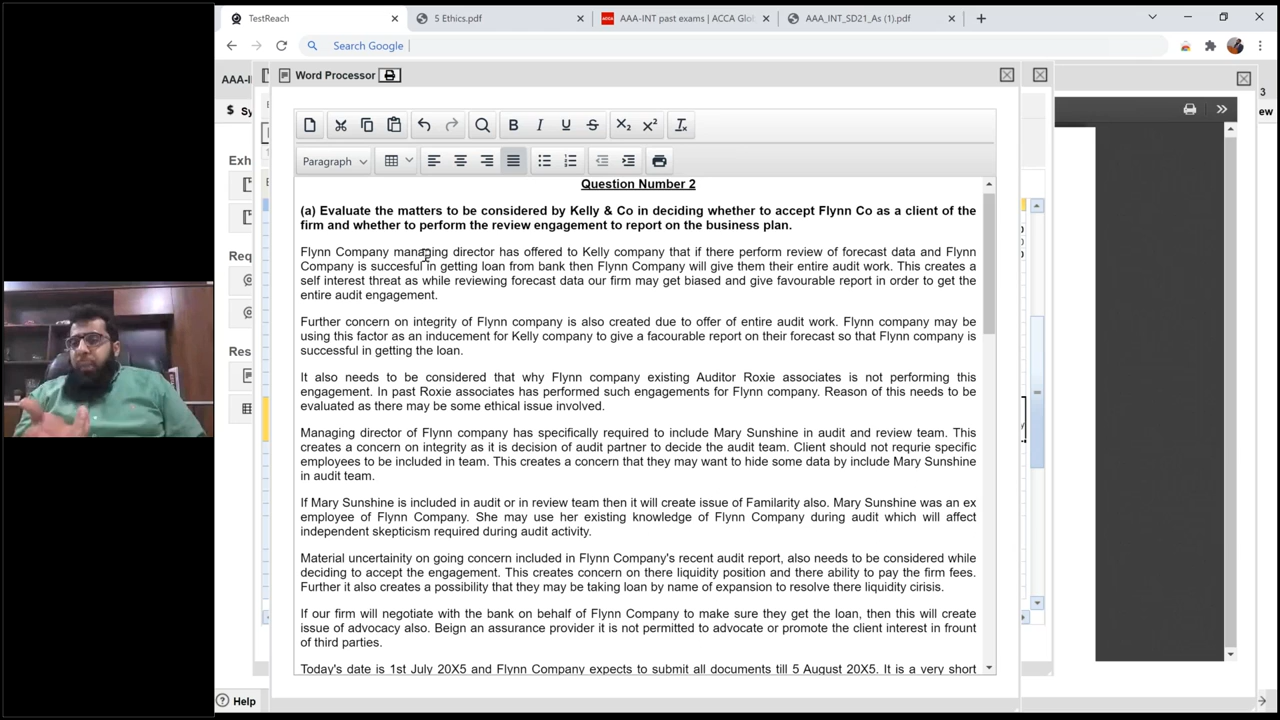 TestReach
5 Ethics.pdf
AAA-INT past exams | ACCA Glo
AAA_INT_SD21_As (1).pdf
Search Google
AAA-I
Word Processor
3
$ Sy
ew
Paragraph
Exh
Question Number 2
(a) Evaluate the matters to be considered by Kelly & Co in deciding whether to accept Flynn Co as a client of the
firm and whether to perform the review engagement to report on the business plan.
Req
Flynn Company managing director has offered to Kelly company that if there perform review of forecast data and Flynn
Company is succesful in getting loan from bank then Flynn Company will give them their entire audit work. This creates a
self interest threat as while reviewing forecast data our firm may get biased and give favourable report in order to get the
entire audit engagement.
Further concern on integrity of Flynn company is also created due to offer of entire audit work. Flynn company may be
using this factor as an inducement for Kelly company to give a facourable report on their forecast so that Flynn company is
successful in getting the loan.
Res
It also needs to be considered that why Flynn company existing Auditor Roxie associates is not performing this
engagement. In past Roxie associates has performed such engagements for Flynn company. Reason of this needs to be
evaluated as there may be some ethical issue involved.
Managing director of Flynn company has specifically required to include Mary Sunshine in audit and review team. This
creates a concern on integrity as it is decision of audit partner to decide the audit team. Client should not requrie specific
employees to be included in team. This creates a concern that they may want to hide some data by include Mary Sunshine
in audit team.
If Mary Sunshine is included in audit or in review team then it will create issue of Familarity also. Mary Sunshine was an ex
employee of Flynn Company. She may use her existing knowledge of Flynn Company during audit which will affect
independent skepticism required during audit activity.
Material uncertainity on going concern included in Flynn Company's recent audit report, also needs to be considered while
deciding to accept the engagement. This creates concern on there liquidity position and there ability to pay the firm fees.
Further it also creates a possibility that they may be taking loan by name of expansion to resolve there liquidity cirisis.
If our firm will negotiate with the bank on behalf of Flynn Company to make sure they get the loan, then this will create
issue of advocacy also. Beign an assurance provider it is not permitted to advocate or promote the client interest in frount
of third parties.
Today's date is 1st July 20X5 and Flynn Company expects to submit all documents till 5 August 20X5. It is a very short
Help